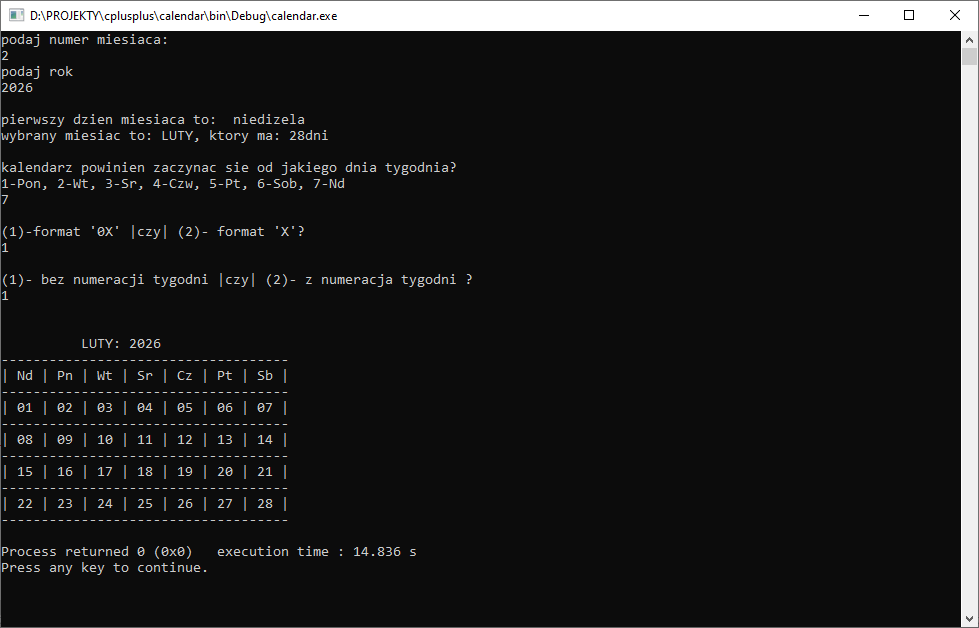 D:\PROJEKTY\cplusplus\calendar\bin\Debug\calendar.exe
podaj numer miesiaca:
2
podaj rok
2026
pierwszy dzien miesiaca to:  niedizela
wybrany miesiac to: LUTY, ktory ma: 28dni
kalendarz powinien zaczynac sie od jakiego dnia tygodnia?
1-Pon, 2-Wt, 3-Sr, 4-Czw, 5-Pt, 6-Sob, 7-Nd
7
(1)-format '0X' |czy| (2)- format 'X'?
1
(1)- bez numeracji tygodni |czy| (2)- z numeracja tygodni ?
1
          LUTY: 2026
------------------------------------
| Nd | Pn | Wt | Sr | Cz | Pt | Sb |
------------------------------------
| 01 | 02 | 03 | 04 | 05 | 06 | 07 |
------------------------------------
| 08 | 09 | 10 | 11 | 12 | 13 | 14 |
------------------------------------
| 15 | 16 | 17 | 18 | 19 | 20 | 21 |
------------------------------------
| 22 | 23 | 24 | 25 | 26 | 27 | 28 |
------------------------------------
Process returned 0 (0x0)   execution time : 14.836 s
Press any key to continue.